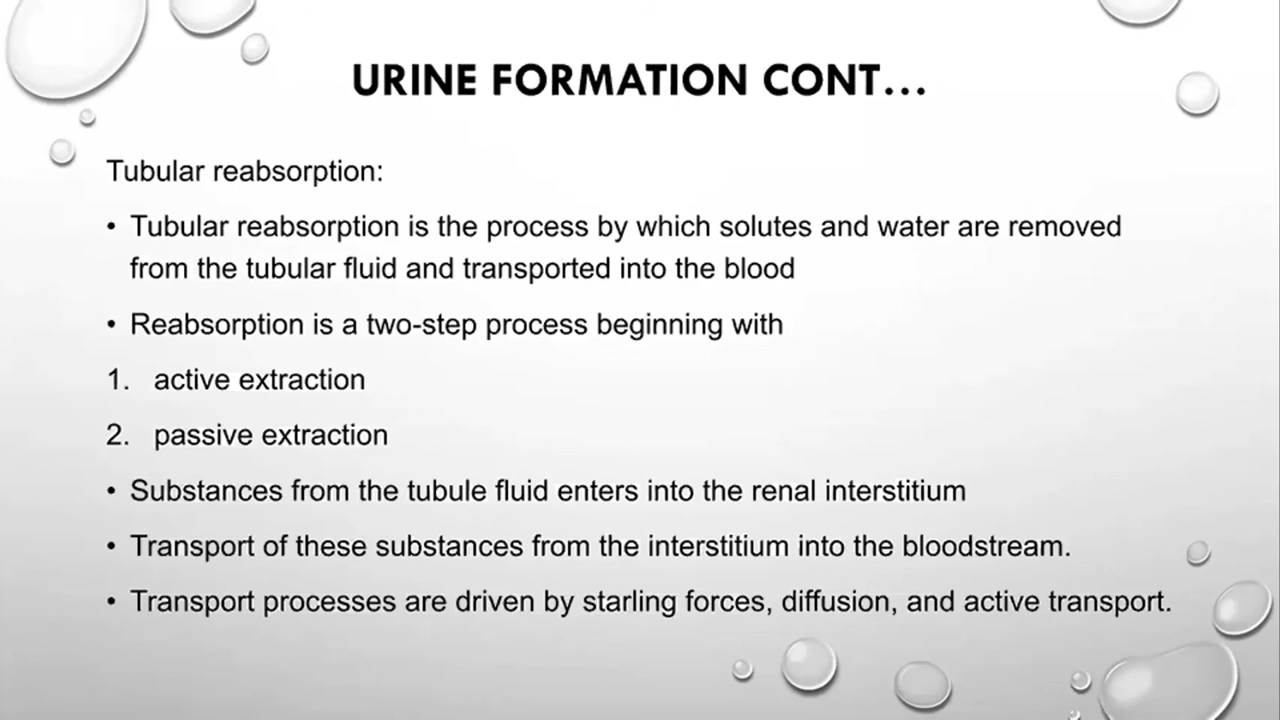 URINE FORMATION CONT...
Tubular reabsorption:
• Tubular reabsorption is the process by which solutes and water are removed
from the tubular fluid and transported into the blood
• Reabsorption is a two-step process beginning with
1. active extraction
2. passive extraction
• Substances from the tubule fluid enters into the renal interstitium
• Transport of these substances from the interstitium into the bloodstream.
• Transport processes are driven by starling forces, diffusion, and active transport.